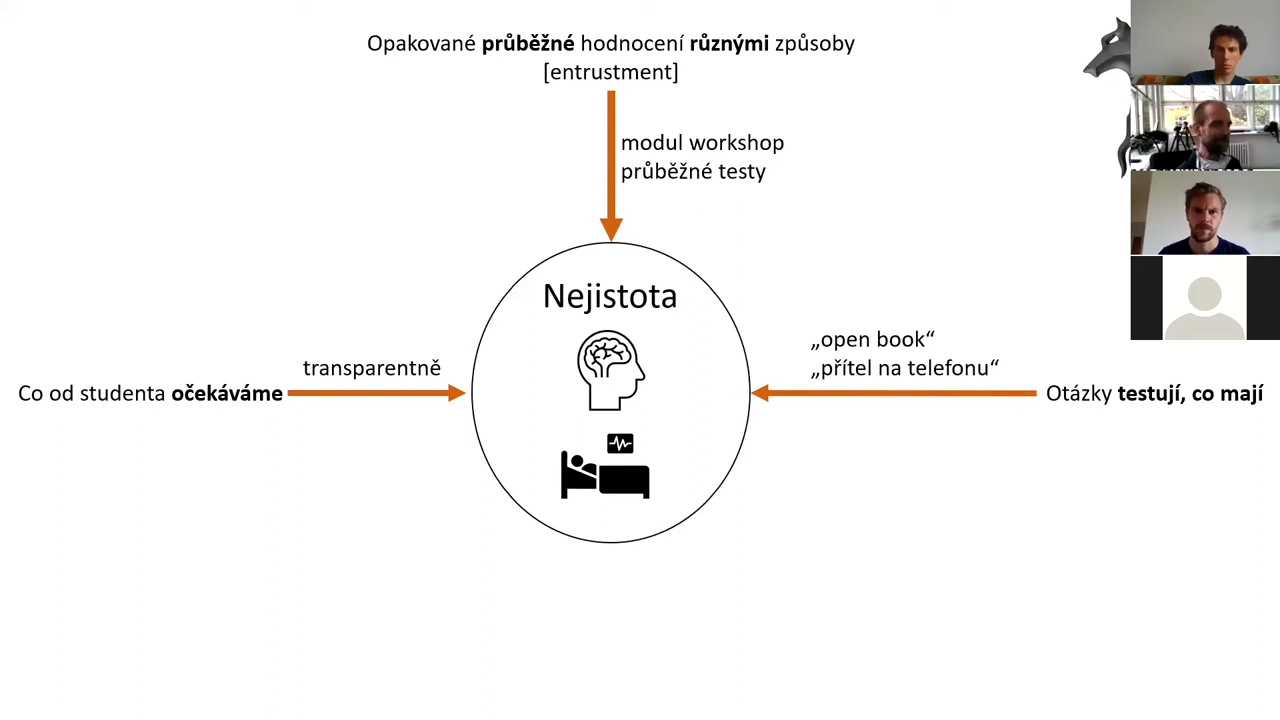 Opakované průběžné hodnocení různými způsoby
[entrustment]
modul workshop
průběžné testy
Nejistota
transparentně
Co od studenta očekáváme
„open book“
„přítel na telefonu“
Otázky testují, co mají